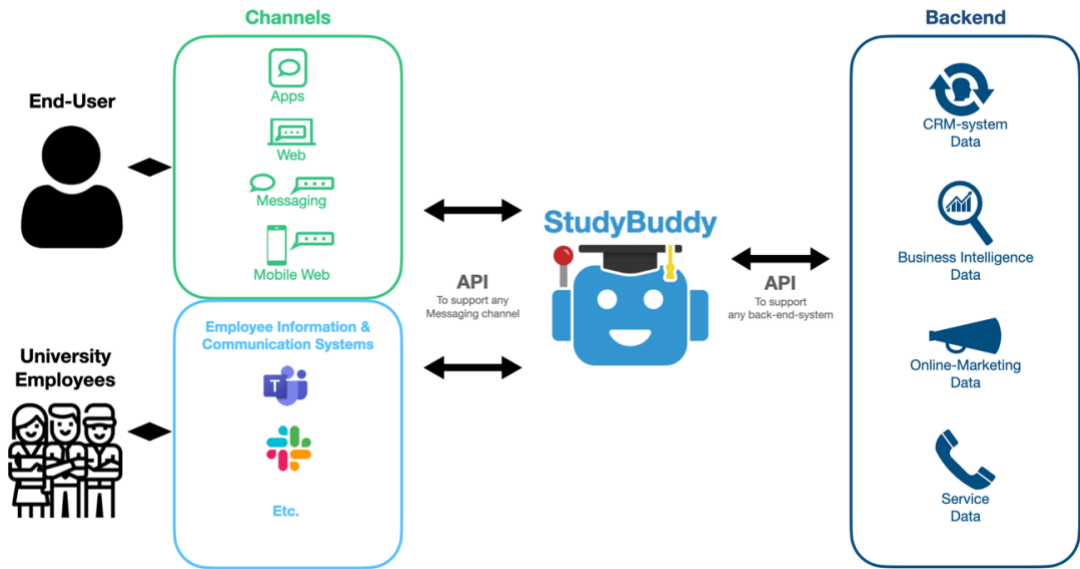 Channels
Backend
End-User
Apps
Web
Messaging
Mobile Web
University
Employees
Employee Information &
Communication Systems
T
Etc.
API
To support any
Messaging channel
StudyBuddy
API
To support
any back-end-system
CRM-system
Data
Business Intelligence
Data
Online-Marketing
Data
Service
Data